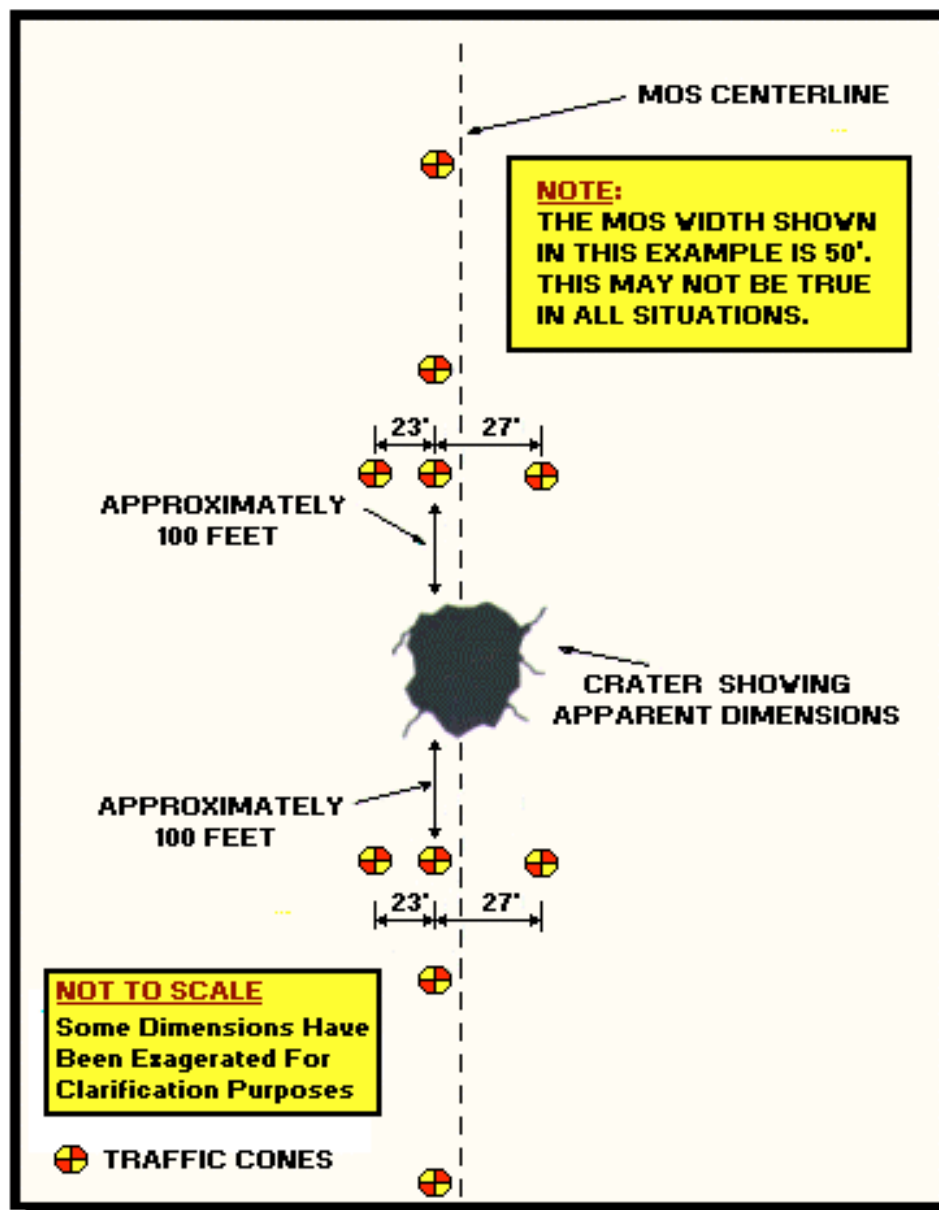 MOS CENTERLINE
NOTE:
THE MOS WIDTH SHOWN
IN THIS EXAMPLE IS 50'.
THIS MAY NOT BE TRUE
IN ALL SITUATIONS.
23' 27'
APPROXIMATELY
100 FEET
CRATER SHOWING
APPARENT DIMENSIONS
APPROXIMATELY
100 FEET
23' 27'
NOT TO SCALE
Some Dimensions Have
Been Exagerated For
Clarification Purposes
TRAFFIC CONES